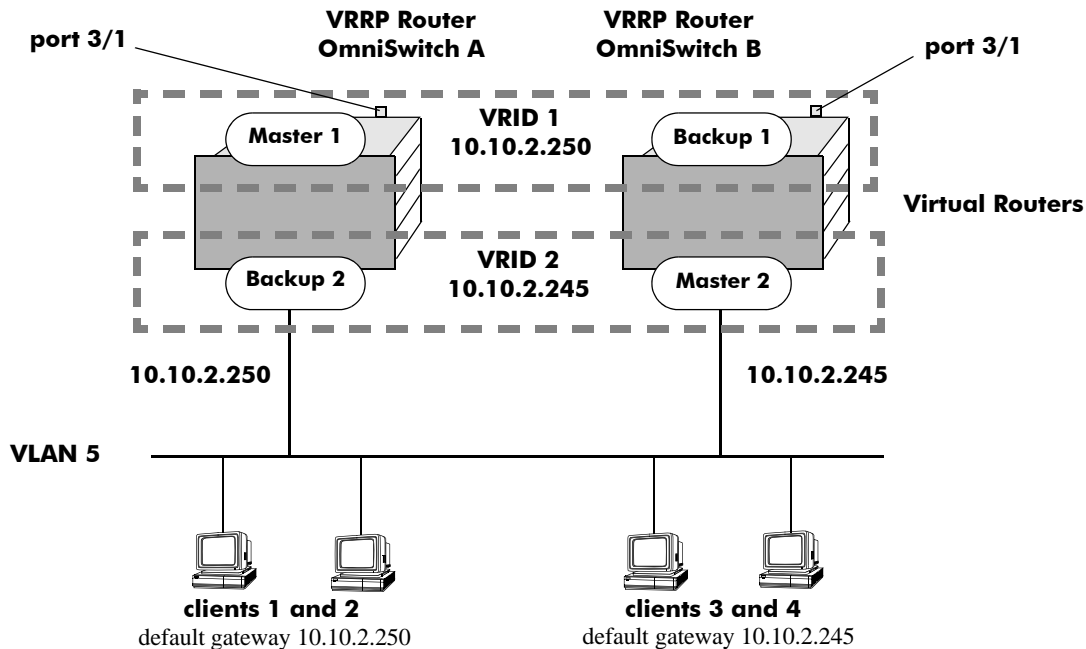 VRRP Router
OmniSwitch A
VRRP Router
OmniSwitch B
port 3/1
port 3/1
Master 1
VRID 1
10.10.2.250
Backup 1
Virtual Routers
Backup 2
VRID 2
10.10.2.245
Master 2
10.10.2.250
10.10.2.245
VLAN 5
clients 1 and 2
default gateway 10.10.2.250
clients 3 and 4
default gateway 10.10.2.245